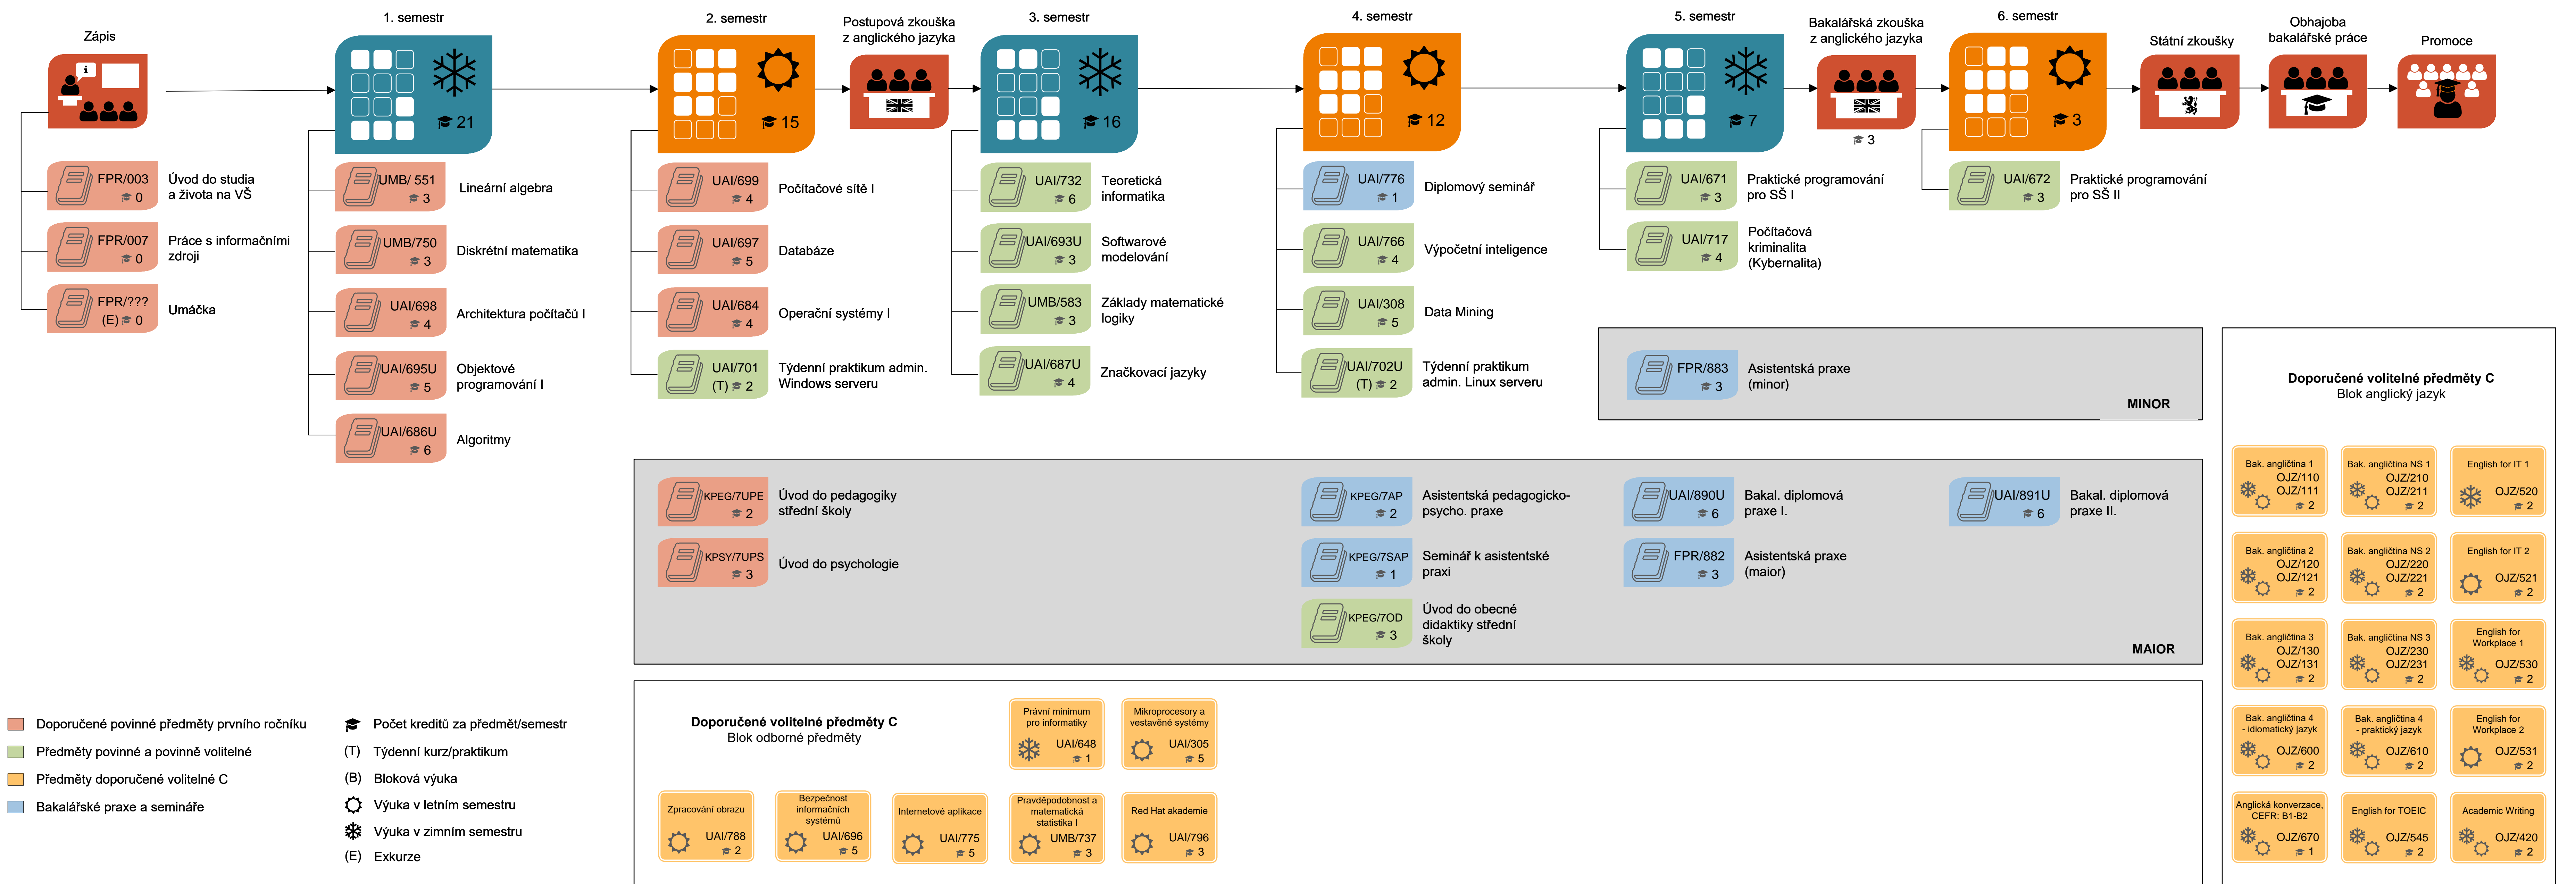 Zápis
1. semestr
2. semestr
Postupová zkouška
z anglického jazyka
3. semestr
4. semestr
5. semestr
Bakalářská zkouška
z anglického jazyka
6. semestr
Státní zkoušky
Obhajoba
bakalářské práce
Promoce
i
21
15
16
12
7
3
3
FPR/003
0
Úvod do studia
a života na VŠ
FPR/007
0
Práce s informačními
zdroji
FPR/???
(E) 0
Umáčka
UMB/ 551
3
Lineární algebra
UMB/750
3
Diskrétní matematika
UAI/698
4
Architektura počítačů I
UAI/695U
5
Objektové
programování I
UAI/686U
6
Algoritmy
UAI/699
4
Počítačové sítě I
UAI/697
5
Databáze
UAI/684
4
Operační systémy I
UAI/701
(T) 2
Týdenní praktikum admin.
Windows serveru
UAI/732
6
Teoretická
informatika
UAI/693U
3
Softwarové
modelování
UMB/583
3
Základy matematické
logiky
UAI/687U
4
Značkovací jazyky
UAI/776
1
Diplomový seminář
UAI/766
4
Výpočetní inteligence
UAI/308
5
Data Mining
UAI/702U
(T) 2
Týdenní praktikum
admin. Linux serveru
UAI/671
3
Praktické programování
pro SŠ I
UAI/717
4
Počítačová
kriminalita
(Kybernalita)
UAI/672
3
Praktické programování
pro SŠ II
FPR/883
3
Asistentská praxe
(minor)
MINOR
KPEG/7UPE
2
Úvod do pedagogiky
střední školy
KPSY/7UPS
3
Úvod do psychologie
KPEG/7AP
2
Asistentská pedagogicko-
psycho. praxe
KPEG/7SAP
1
Seminář k asistentské
praxi
KPEG/7OD
3
Úvod do obecné
didaktiky střední
školy
UAI/890U
6
Bakal. diplomová
praxe I.
FPR/882
3
Asistentská praxe
(maior)
UAI/891U
6
Bakal. diplomová
praxe II.
MAIOR
Doporučené povinné předměty prvního ročníku
Předměty povinné a povinně volitelné
Předměty doporučené volitelné C
Bakalářské praxe a semináře
Počet kreditů za předmět/semestr
(T) Týdenní kurz/praktikum
(B) Bloková výuka
Výuka v letním semestru
Výuka v zimním semestru
(E) Exkurze
Doporučené volitelné předměty C
Blok odborné předměty
Právní minimum
pro informatiky
UAI/648
1
Mikroprocesory a
vestavěné systémy
UAI/305
5
Zpracování obrazu
UAI/788
2
Bezpečnost
informačních
systémů
UAI/696
5
Internetové aplikace
UAI/775
5
Pravděpodobnost a
matematická
statistika I
UMB/737
3
Red Hat akademie
UAI/796
3
Doporučené volitelné předměty C
Blok anglický jazyk
Bak. angličtina 1
OJZ/110
OJZ/111
2
Bak. angličtina NS 1
OJZ/210
OJZ/211
2
English for IT 1
OJZ/520
2
Bak. angličtina 2
OJZ/120
OJZ/121
2
Bak. angličtina NS 2
OJZ/220
OJZ/221
2
English for IT 2
OJZ/521
2
Bak. angličtina 3
OJZ/130
OJZ/131
2
Bak. angličtina NS 3
OJZ/230
OJZ/231
2
English for
Workplace 1
OJZ/530
2
Bak. angličtina 4
- idiomatický jazyk
OJZ/600
2
Bak. angličtina 4
- praktický jazyk
OJZ/610
2
English for
Workplace 2
OJZ/531
2
Anglická konverzace,
CEFR: B1-B2
OJZ/670
1
English for TOEIC
OJZ/545
2
Academic Writing
OJZ/420
2